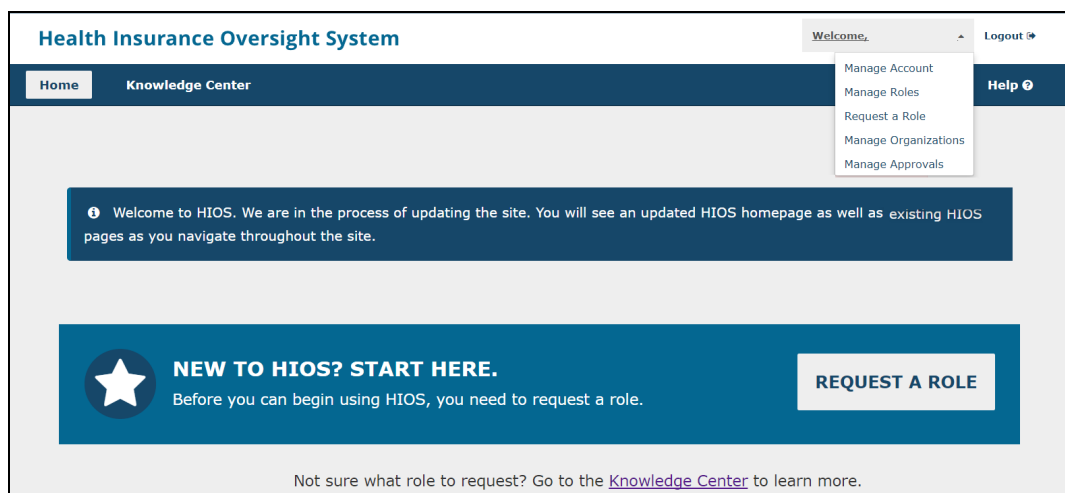 Health Insurance Oversight System
Welcome,
Logout
Home
Knowledge Center
Help
Manage Account
Manage Roles
Request a Role
Manage Organizations
Manage Approvals
Welcome to HIOS. We are in the process of updating the site. You will see an updated HIOS homepage as well as existing HIOS
pages as you navigate throughout the site.
NEW TO HIOS? START HERE.
Before you can begin using HIOS, you need to request a role.
REQUEST A ROLE
Not sure what role to request? Go to the Knowledge Center to learn more.